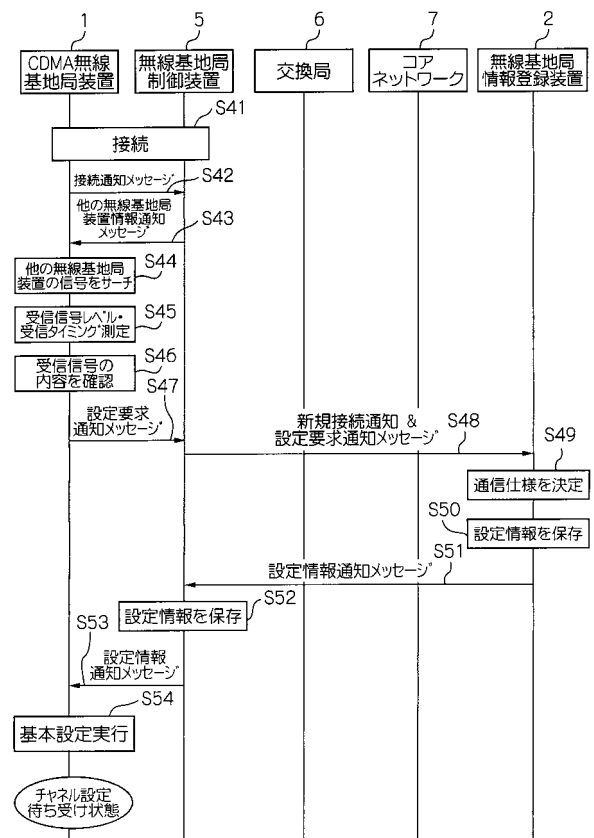 1
5
6
7
2
CDMA無線
基地局装置
無線基地局
制御装置
交換局
コア
ネットワーク
無線基地局
情報登録装置
S41
接続
接続通知メッセージ
S42
他の無線基地局
装置情報通知
メッセージ
S43
他の無線基地局
装置の信号をサーチ
S44
受信信号レベル・
受信タイミング測定
S45
受信信号の
内容を確認
S46
設定要求
通知メッセージ
S47
新規接続通知 &
設定要求通知メッセージ
S48
S49
通信仕様を決定
S50
設定情報を保存
設定情報通知メッセージ
S51
設定情報を保存
S52
S53
設定情報
通知メッセージ
S54
基本設定実行
チャネル設定
待ち受け状態